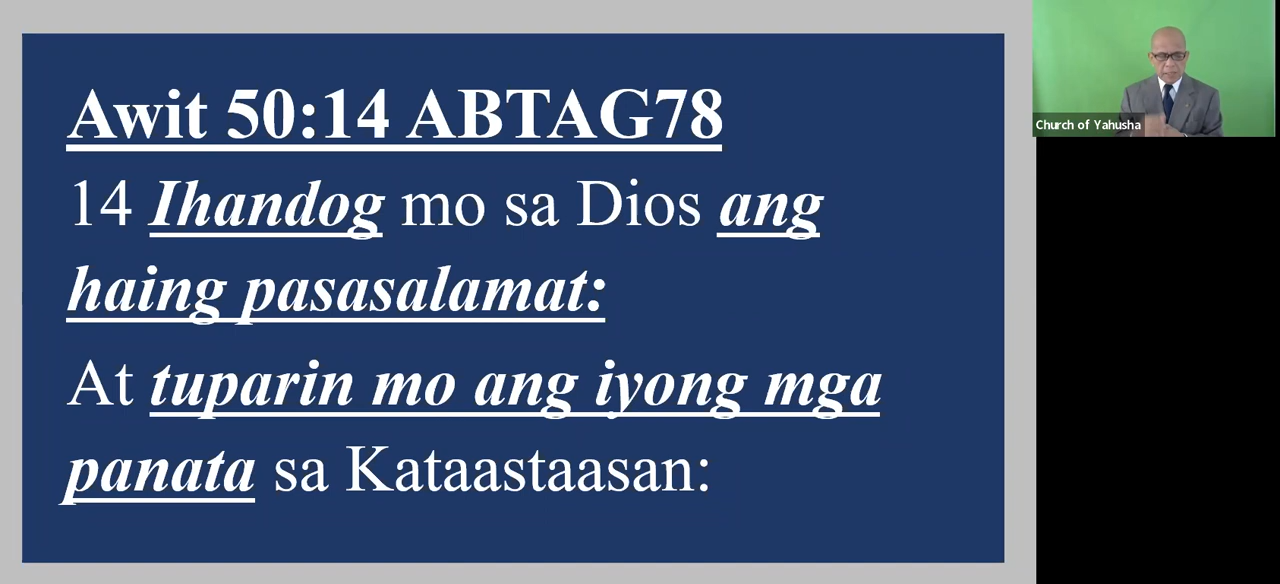 Awit 50:14 ABTAG78
14 Ihandog mo sa Dios ang
haing pasasalamat:
At tuparin mo ang iyong mga
panata sa Kataastaasan:
Church of Yahusha